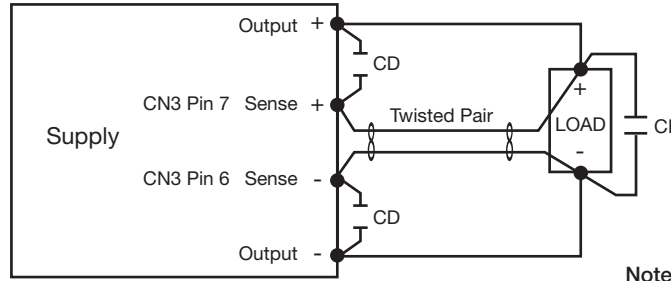 Output +
CD
CN3 Pin 7 Sense +
Twisted Pair
+
LOAD
-
Supply
CN3 Pin 6 Sense -
CD
Output -
Note